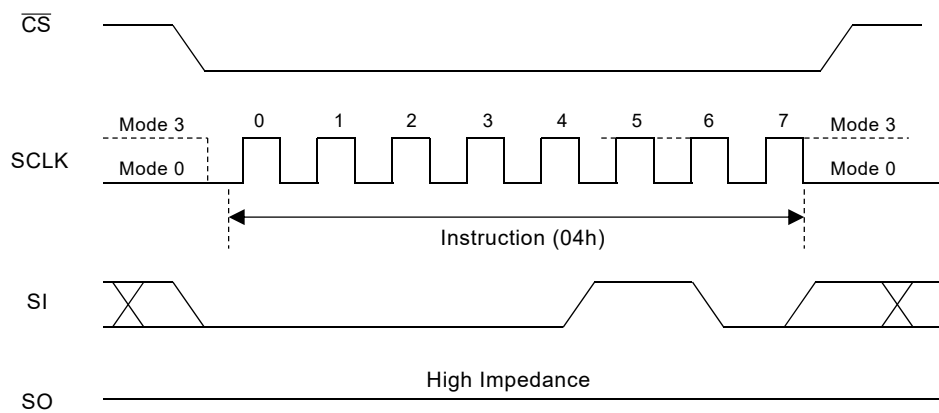 CS
Mode 3 0 1 2 3 4 5 6 7 Mode 3
SCLK
Mode 0 Mode 0
Instruction (04h)
SI
High Impedance
SO